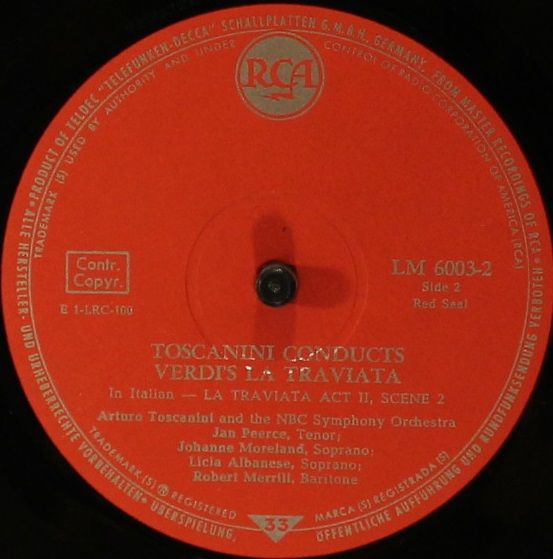 *PRODUCT OF TELDEC "TELEFUNKEN-DECCA" SCHALLPLATTEN G.M.B.H., GERMANY, FROM MASTER RECORDINGS OF RCA*
TRADEMARK (S) USED BY AUTHORITY AND UNDER CONTROL OF RADIO CORPORATION OF AMERICA (RCA)
RCA
Contr.
Copyr.
E 1-LRC-100
LM 6003-2
Side 2
Red Seal
TOSCANINI CONDUCTS
VERDI'S LA TRAVIATA
In Italian — LA TRAVIATA ACT II, SCENE 2
Arturo Toscanini and the NBC Symphony Orchestra
Jan Peerce, Tenor;
Johanne Moreland, Soprano;
Licia Albanese, Soprano;
Robert Merrill, Baritone
TRADEMARK (S) ® REGISTERED MARCA (S) REGISTRADA (S)
33
ALLE HERSTELLER- UND URHEBERRECHTE VORBEHALTEN · ÜBERSPIELUNG, ÖFFENTLICHE AUFFÜHRUNG UND RUNDFUNKSENDUNG VERBOTEN